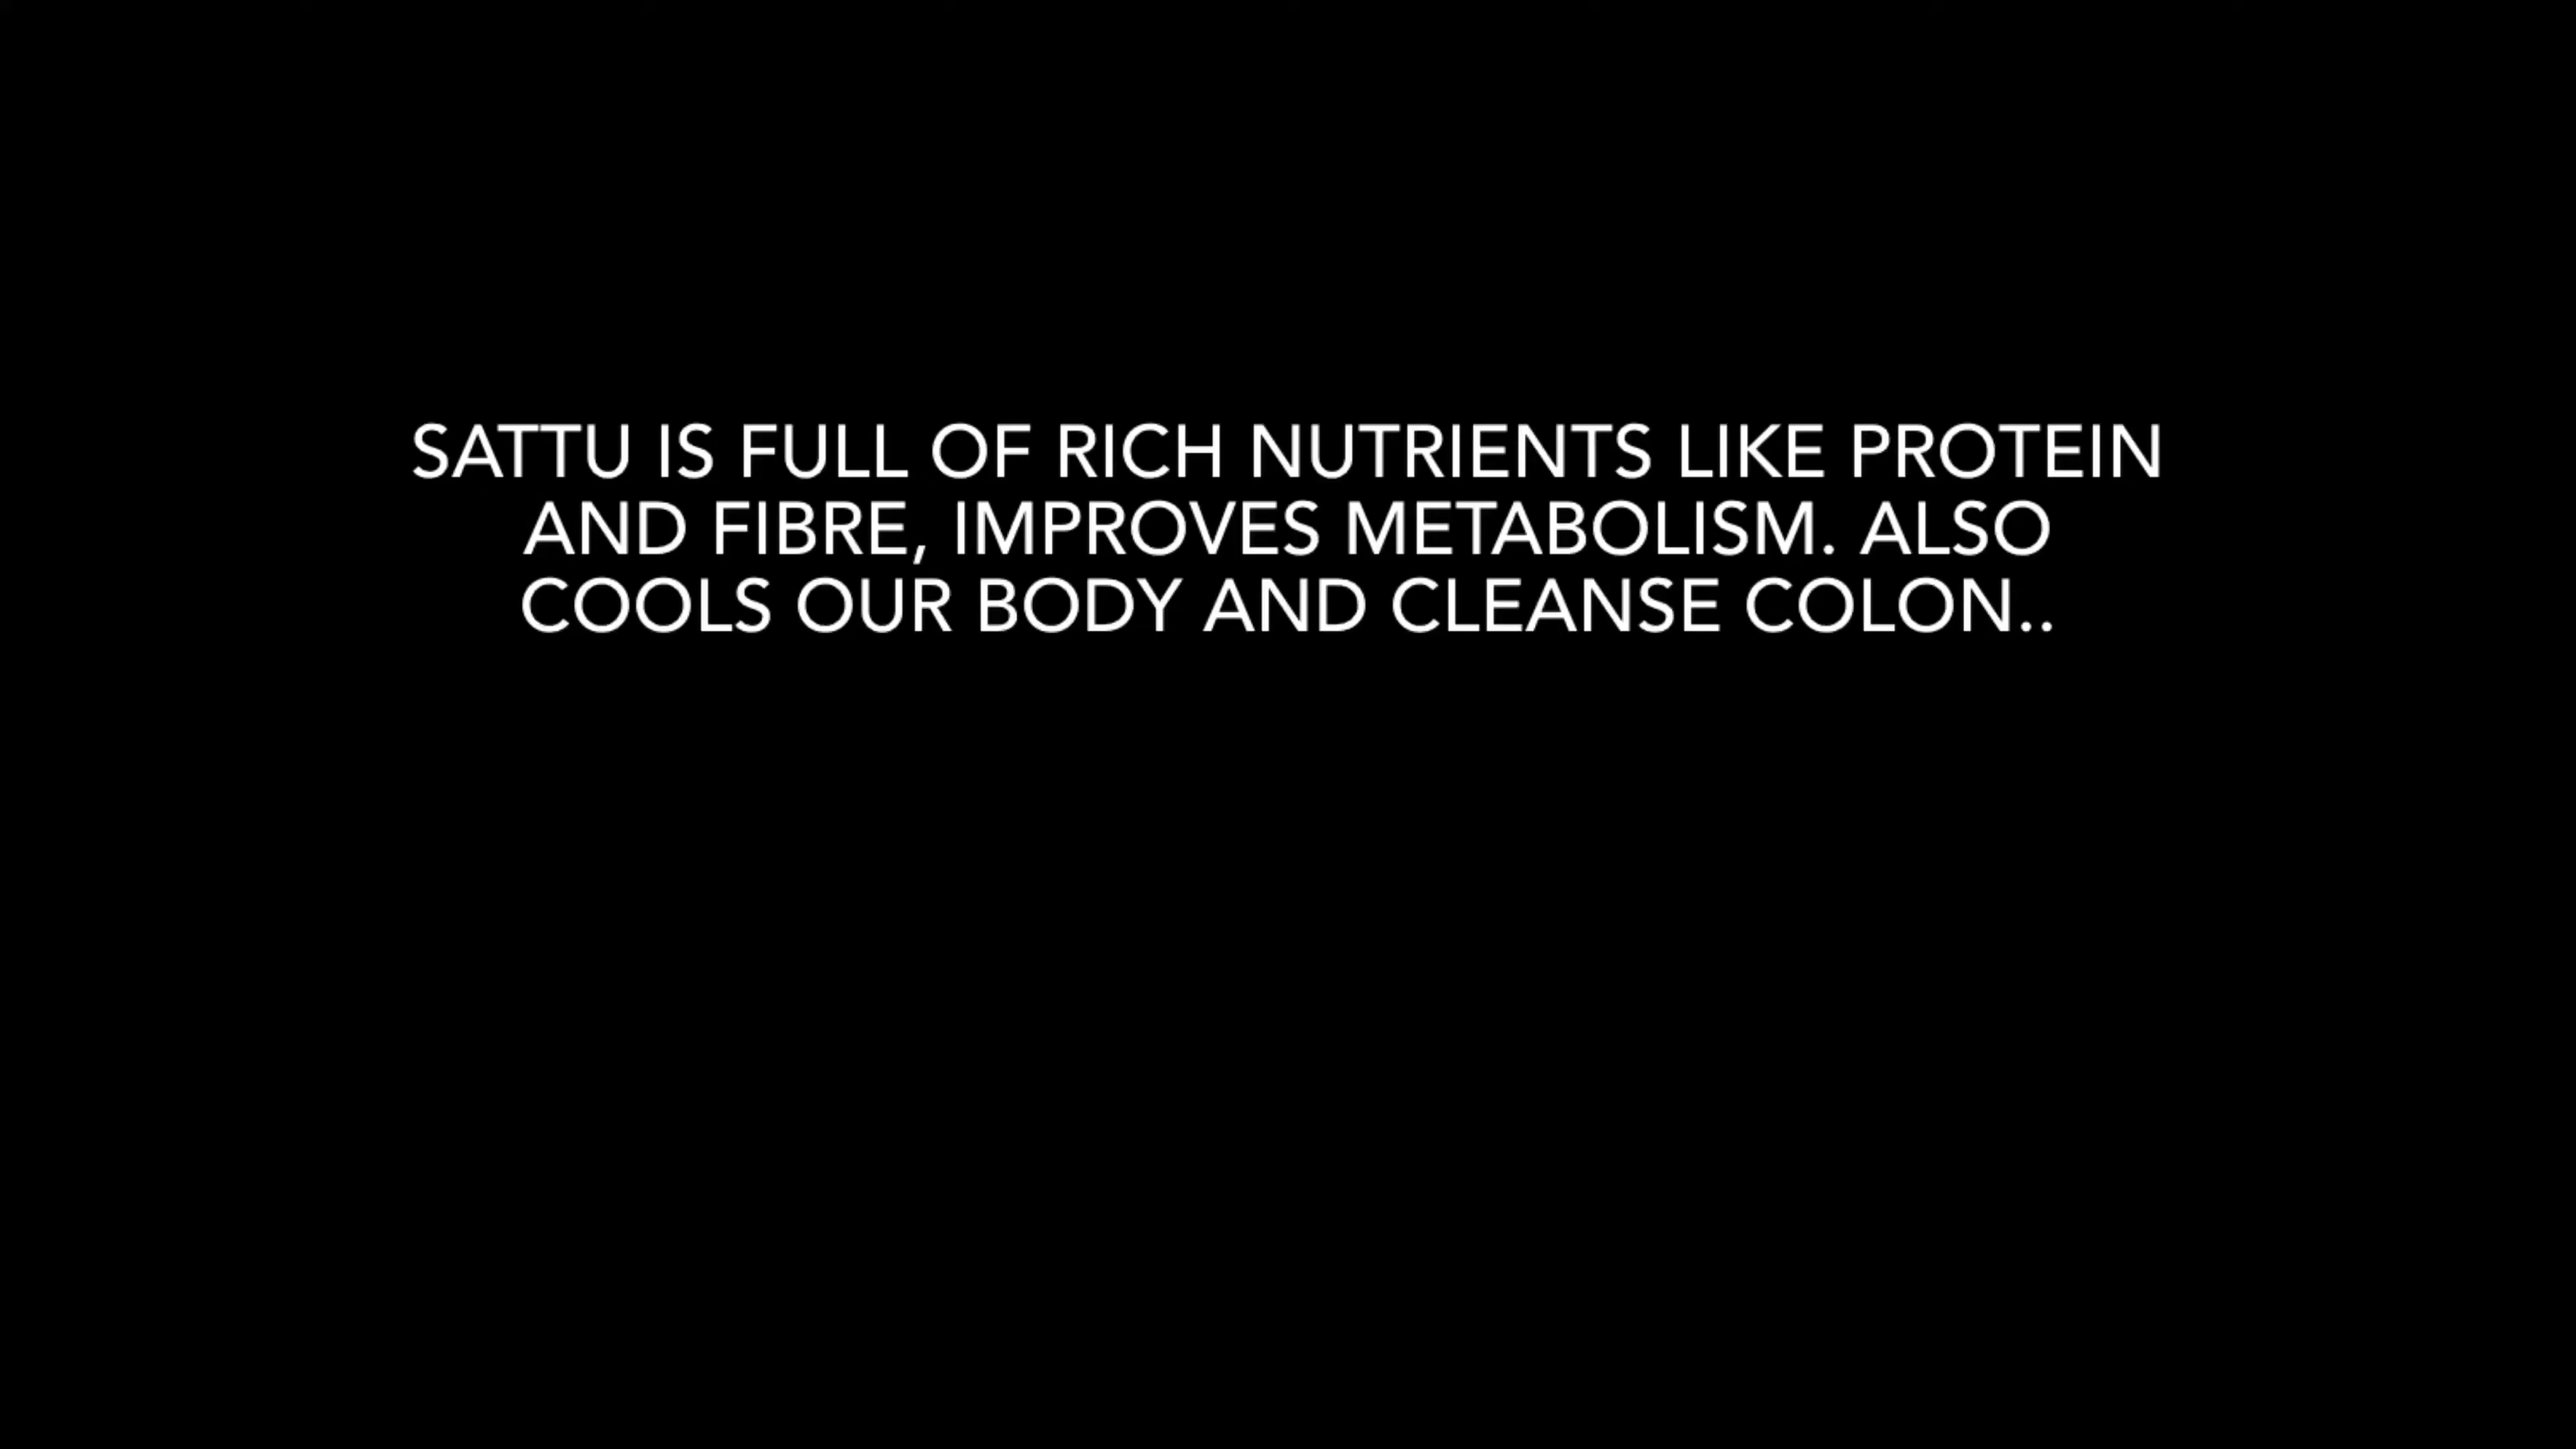 SATTU IS FULL OF RICH NUTRIENTS LIKE PROTEIN
AND FIBRE, IMPROVES METABOLISM. ALSO
COOLS OUR BODY AND CLEANSE COLON..